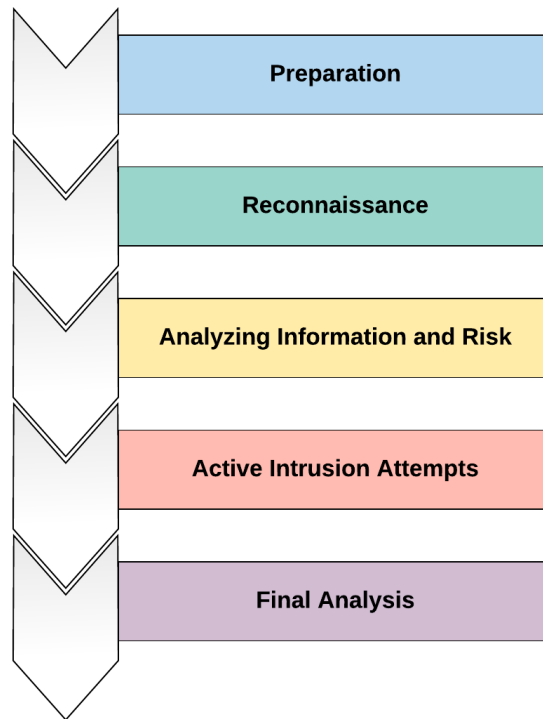 Preparation
Reconnaissance
Analyzing Information and Risk
Active Intrusion Attempts
Final Analysis